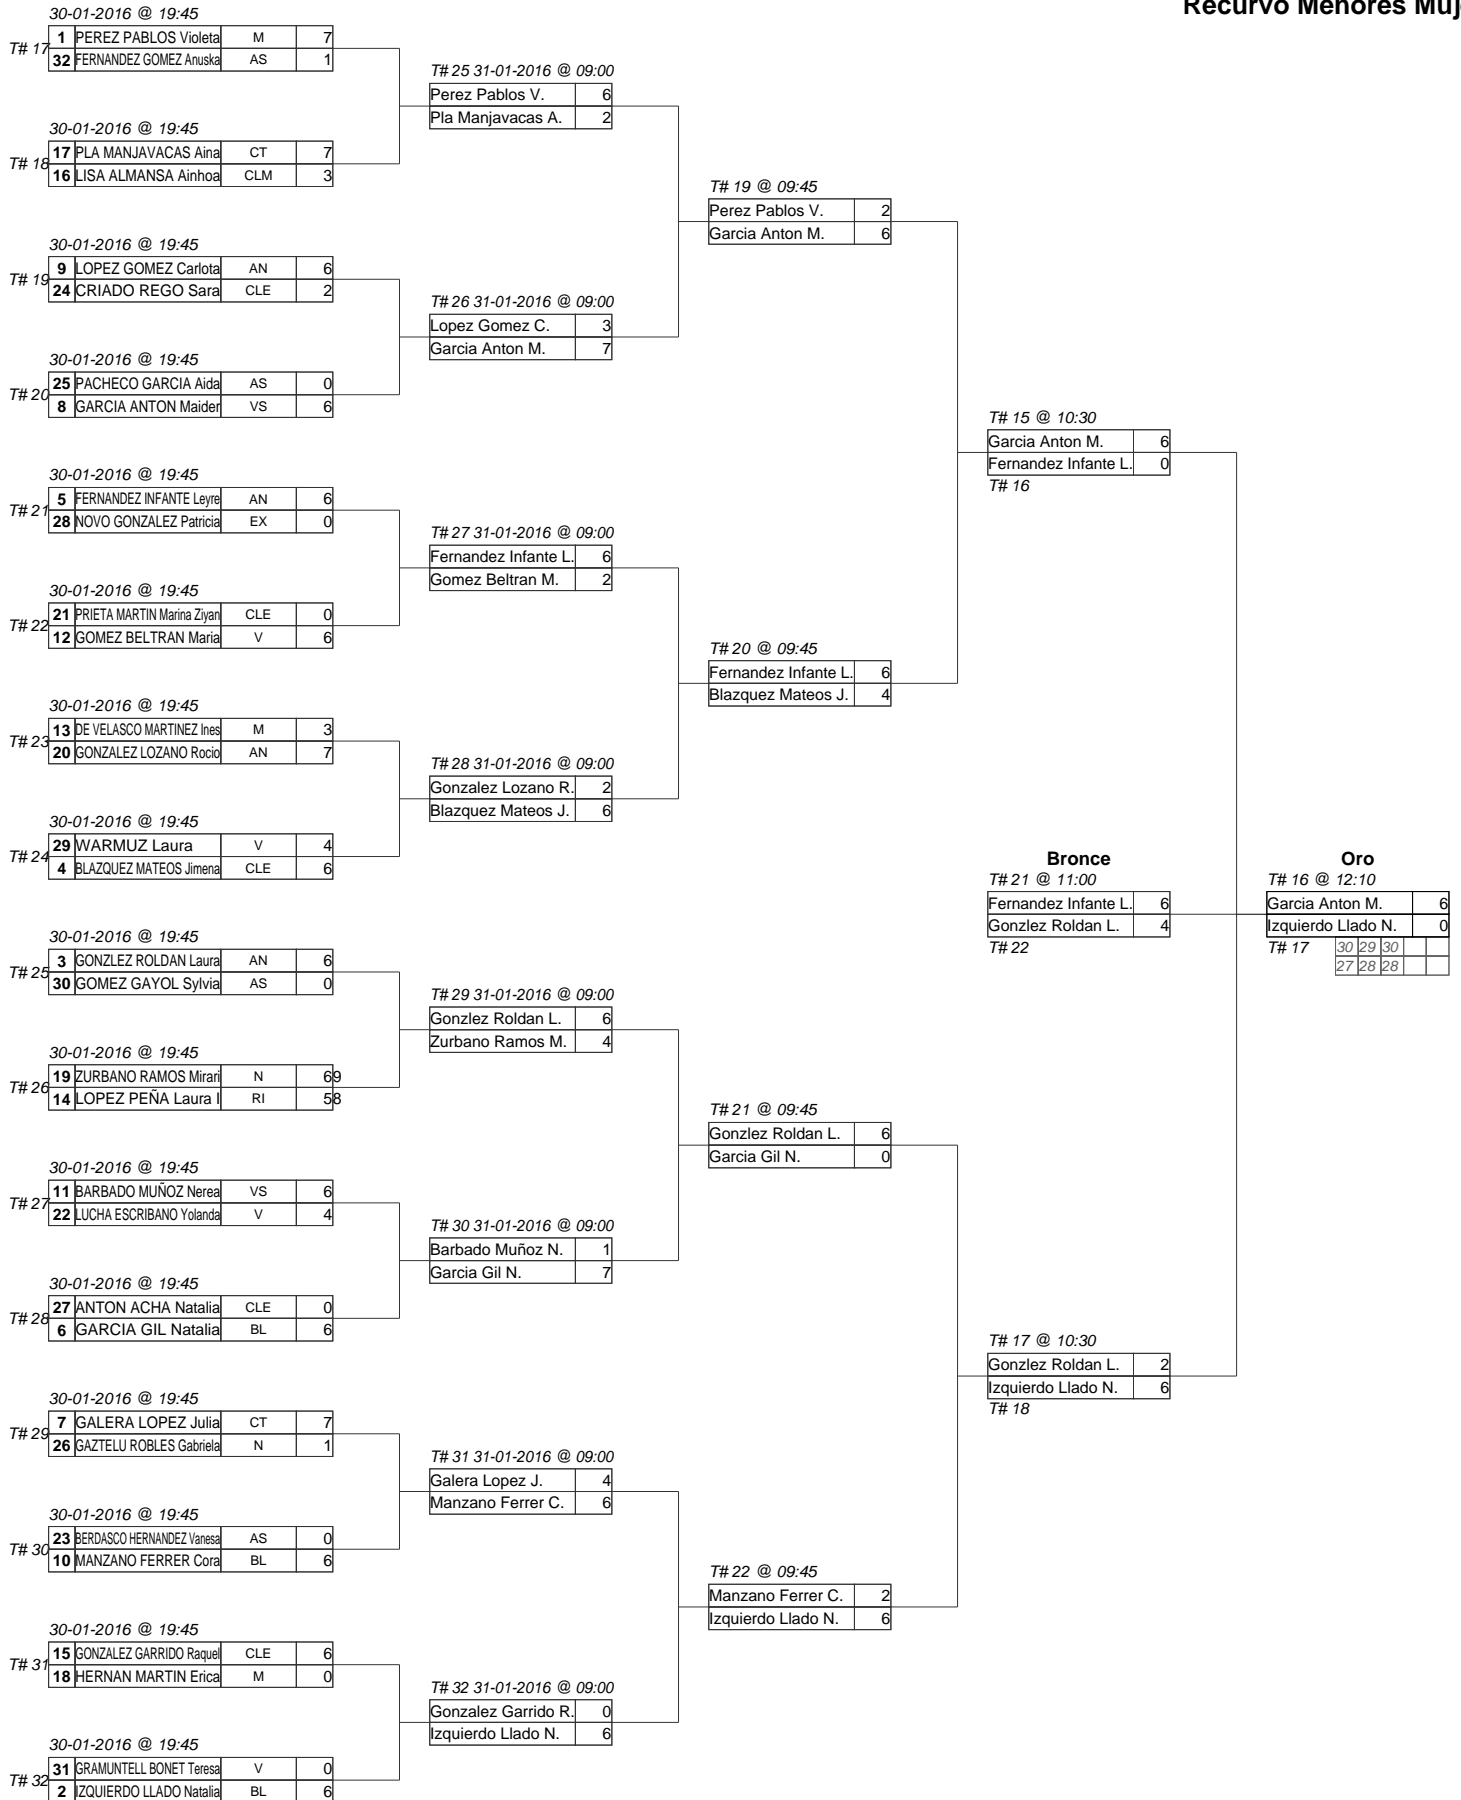 Recurvo Menores Muj
30-01-2016 @ 19:45
T# 17
1 PEREZ PABLOS Violeta M 7
32 FERNANDEZ GOMEZ Anuska AS 1
30-01-2016 @ 19:45
T# 18
17 PLA MANJAVACAS Aina CT 7
16 LISA ALMANSA Ainhoa CLM 3
30-01-2016 @ 19:45
T# 19
9 LOPEZ GOMEZ Carlota AN 6
24 CRIADO REGO Sara CLE 2
30-01-2016 @ 19:45
T# 20
25 PACHECO GARCIA Aida AS 0
8 GARCIA ANTON Maider VS 6
30-01-2016 @ 19:45
T# 21
5 FERNANDEZ INFANTE Leyre AN 6
28 NOVO GONZALEZ Patricia EX 0
30-01-2016 @ 19:45
T# 22
21 PRIETA MARTIN Marina Ziyan CLE 0
12 GOMEZ BELTRAN Maria V 6
30-01-2016 @ 19:45
T# 23
13 DE VELASCO MARTINEZ Ines M 3
20 GONZALEZ LOZANO Rocio AN 7
30-01-2016 @ 19:45
T# 24
29 WARMUZ Laura V 4
4 BLAZQUEZ MATEOS Jimena CLE 6
30-01-2016 @ 19:45
T# 25
3 GONZLEZ ROLDAN Laura AN 6
30 GOMEZ GAYOL Sylvia AS 0
30-01-2016 @ 19:45
T# 26
19 ZURBANO RAMOS Mirari N 69
14 LOPEZ PEÑA Laura I RI 58
30-01-2016 @ 19:45
T# 27
11 BARBADO MUÑOZ Nerea VS 6
22 LUCHA ESCRIBANO Yolanda V 4
30-01-2016 @ 19:45
T# 28
27 ANTON ACHA Natalia CLE 0
6 GARCIA GIL Natalia BL 6
30-01-2016 @ 19:45
T# 29
7 GALERA LOPEZ Julia CT 7
26 GAZTELU ROBLES Gabriela N 1
30-01-2016 @ 19:45
T# 30
23 BERDASCO HERNANDEZ Vanesa AS 0
10 MANZANO FERRER Cora BL 6
30-01-2016 @ 19:45
T# 31
15 GONZALEZ GARRIDO Raquel CLE 6
18 HERNAN MARTIN Erica M 0
30-01-2016 @ 19:45
T# 32
31 GRAMUNTELL BONET Teresa V 0
2 IZQUIERDO LLADO Natalia BL 6
T# 25 31-01-2016 @ 09:00
Perez Pablos V. 6
Pla Manjavacas A. 2
T# 26 31-01-2016 @ 09:00
Lopez Gomez C. 3
Garcia Anton M. 7
T# 27 31-01-2016 @ 09:00
Fernandez Infante L. 6
Gomez Beltran M. 2
T# 28 31-01-2016 @ 09:00
Gonzalez Lozano R. 2
Blazquez Mateos J. 6
T# 29 31-01-2016 @ 09:00
Gonzlez Roldan L. 6
Zurbano Ramos M. 4
T# 30 31-01-2016 @ 09:00
Barbado Muñoz N. 1
Garcia Gil N. 7
T# 31 31-01-2016 @ 09:00
Galera Lopez J. 4
Manzano Ferrer C. 6
T# 32 31-01-2016 @ 09:00
Gonzalez Garrido R. 0
Izquierdo Llado N. 6
T# 19 @ 09:45
Perez Pablos V. 2
Garcia Anton M. 6
T# 20 @ 09:45
Fernandez Infante L. 6
Blazquez Mateos J. 4
T# 21 @ 09:45
Gonzlez Roldan L. 6
Garcia Gil N. 0
T# 22 @ 09:45
Manzano Ferrer C. 2
Izquierdo Llado N. 6
T# 15 @ 10:30
Garcia Anton M. 6
Fernandez Infante L. 0
T# 16
Bronce
T# 21 @ 11:00
Fernandez Infante L. 6
Gonzlez Roldan L. 4
T# 22
T# 17 @ 10:30
Gonzlez Roldan L. 2
Izquierdo Llado N. 6
T# 18
Oro
T# 16 @ 12:10
Garcia Anton M. 6
Izquierdo Llado N. 0
T# 17 30 29 30
27 28 28